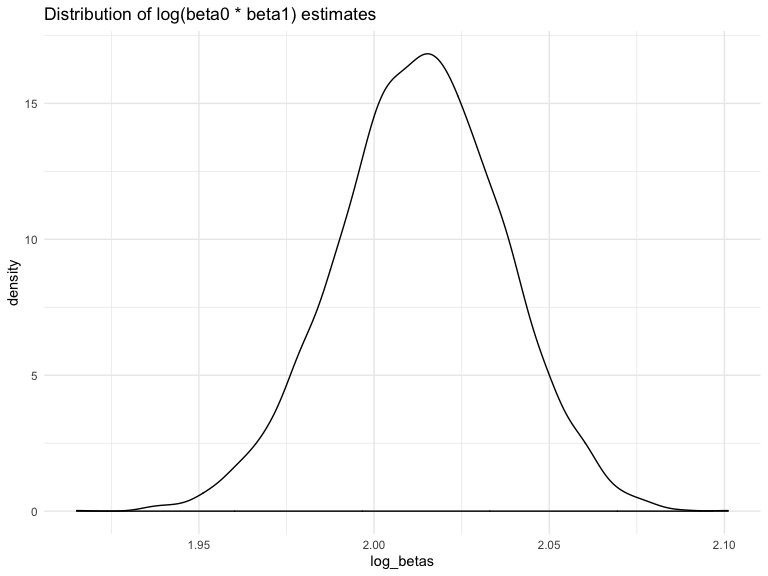 Distribution of log(beta0 * beta1) estimates
density
15
10
5
0
1.95
2.00
2.05
2.10
log_betas